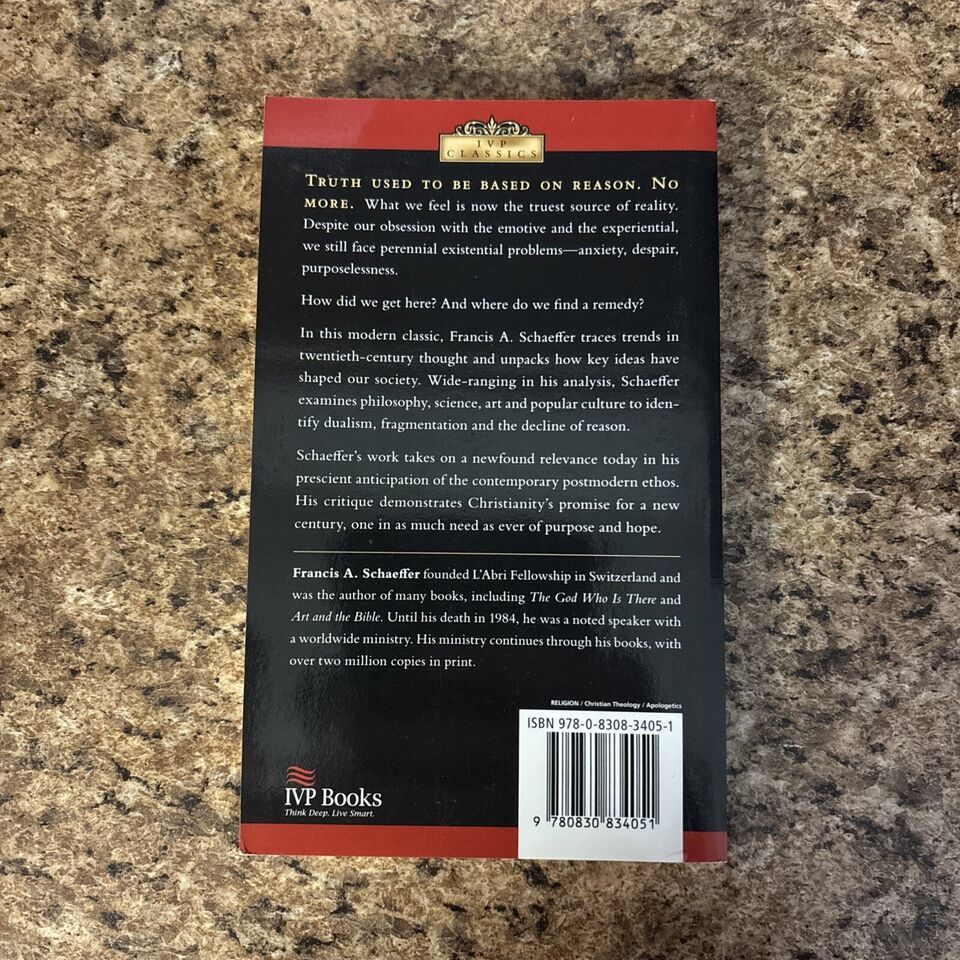 IVP
CLASSICS
TRUTH USED TO BE BASED ON REASON. NO
MORE. What we feel is now the truest source of reality.
Despite our obsession with the emotive and the experiential,
we still face perennial existential problems—anxiety, despair,
purposelessness.
How did we get here? And where do we find a remedy?
In this modern classic, Francis A. Schaeffer traces trends in
twentieth-century thought and unpacks how key ideas have
shaped our society. Wide-ranging in his analysis, Schaeffer
examines philosophy, science, art and popular culture to iden-
tify dualism, fragmentation and the decline of reason.
Schaeffer's work takes on a newfound relevance today in his
prescient anticipation of the contemporary postmodern ethos.
His critique demonstrates Christianity's promise for a new
century, one in as much need as ever of purpose and hope.
Francis A. Schaeffer founded L'Abri Fellowship in Switzerland and
was the author of many books, including The God Who Is There and
Art and the Bible. Until his death in 1984, he was a noted speaker with
a worldwide ministry. His ministry continues through his books, with
over two million copies in print.
RELIGION / Christian Theology / Apologetics
ISBN 978-0-8308-3405-1
9 780830 834051
IVP Books
Think Deep. Live Smart.